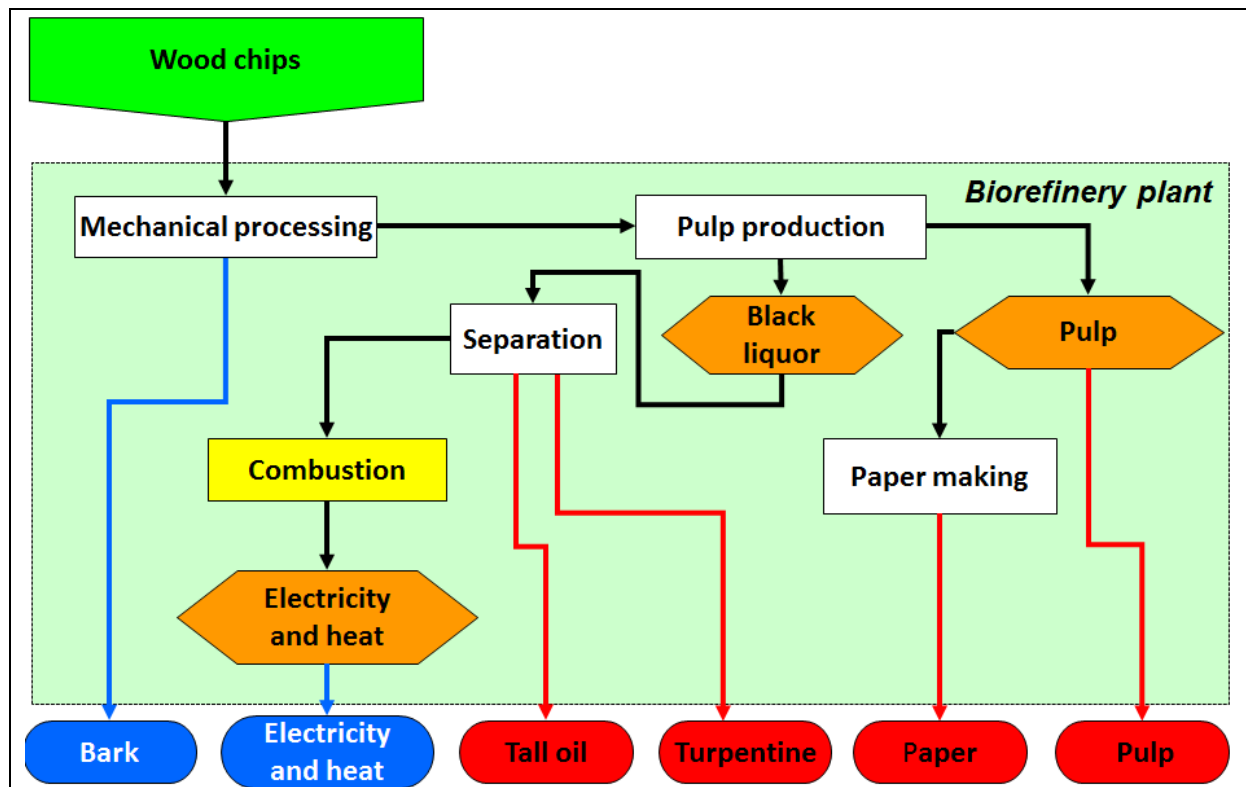 Wood chips
Biorefinery plant
Mechanical processing
Pulp production
Separation
Black
liquor
Pulp
Combustion
Paper making
Electricity
and heat
Bark
Electricity
and heat
Tall oil
Turpentine
Paper
Pulp